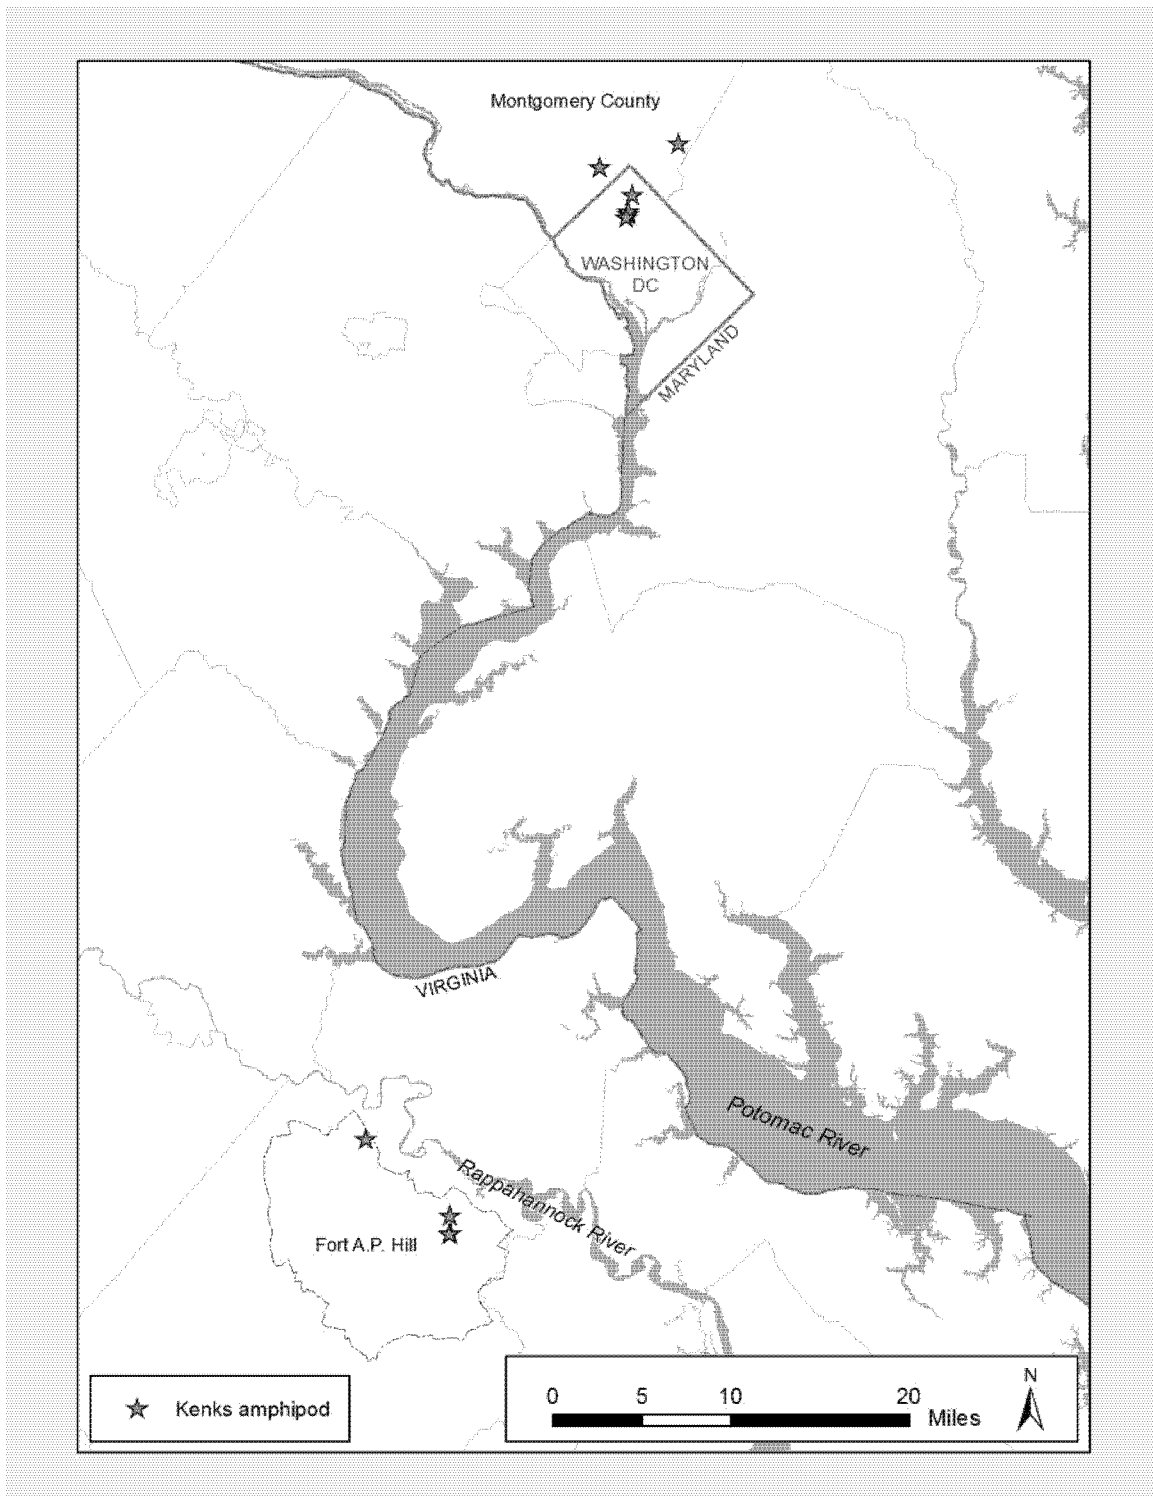 Montgomery County
WASHINGTON
DC
MARYLAND
VIRGINIA
Potomac River
Rappahannock River
Fort A.P. Hill
Kenks amphipod
0 5 10 20
Miles
N